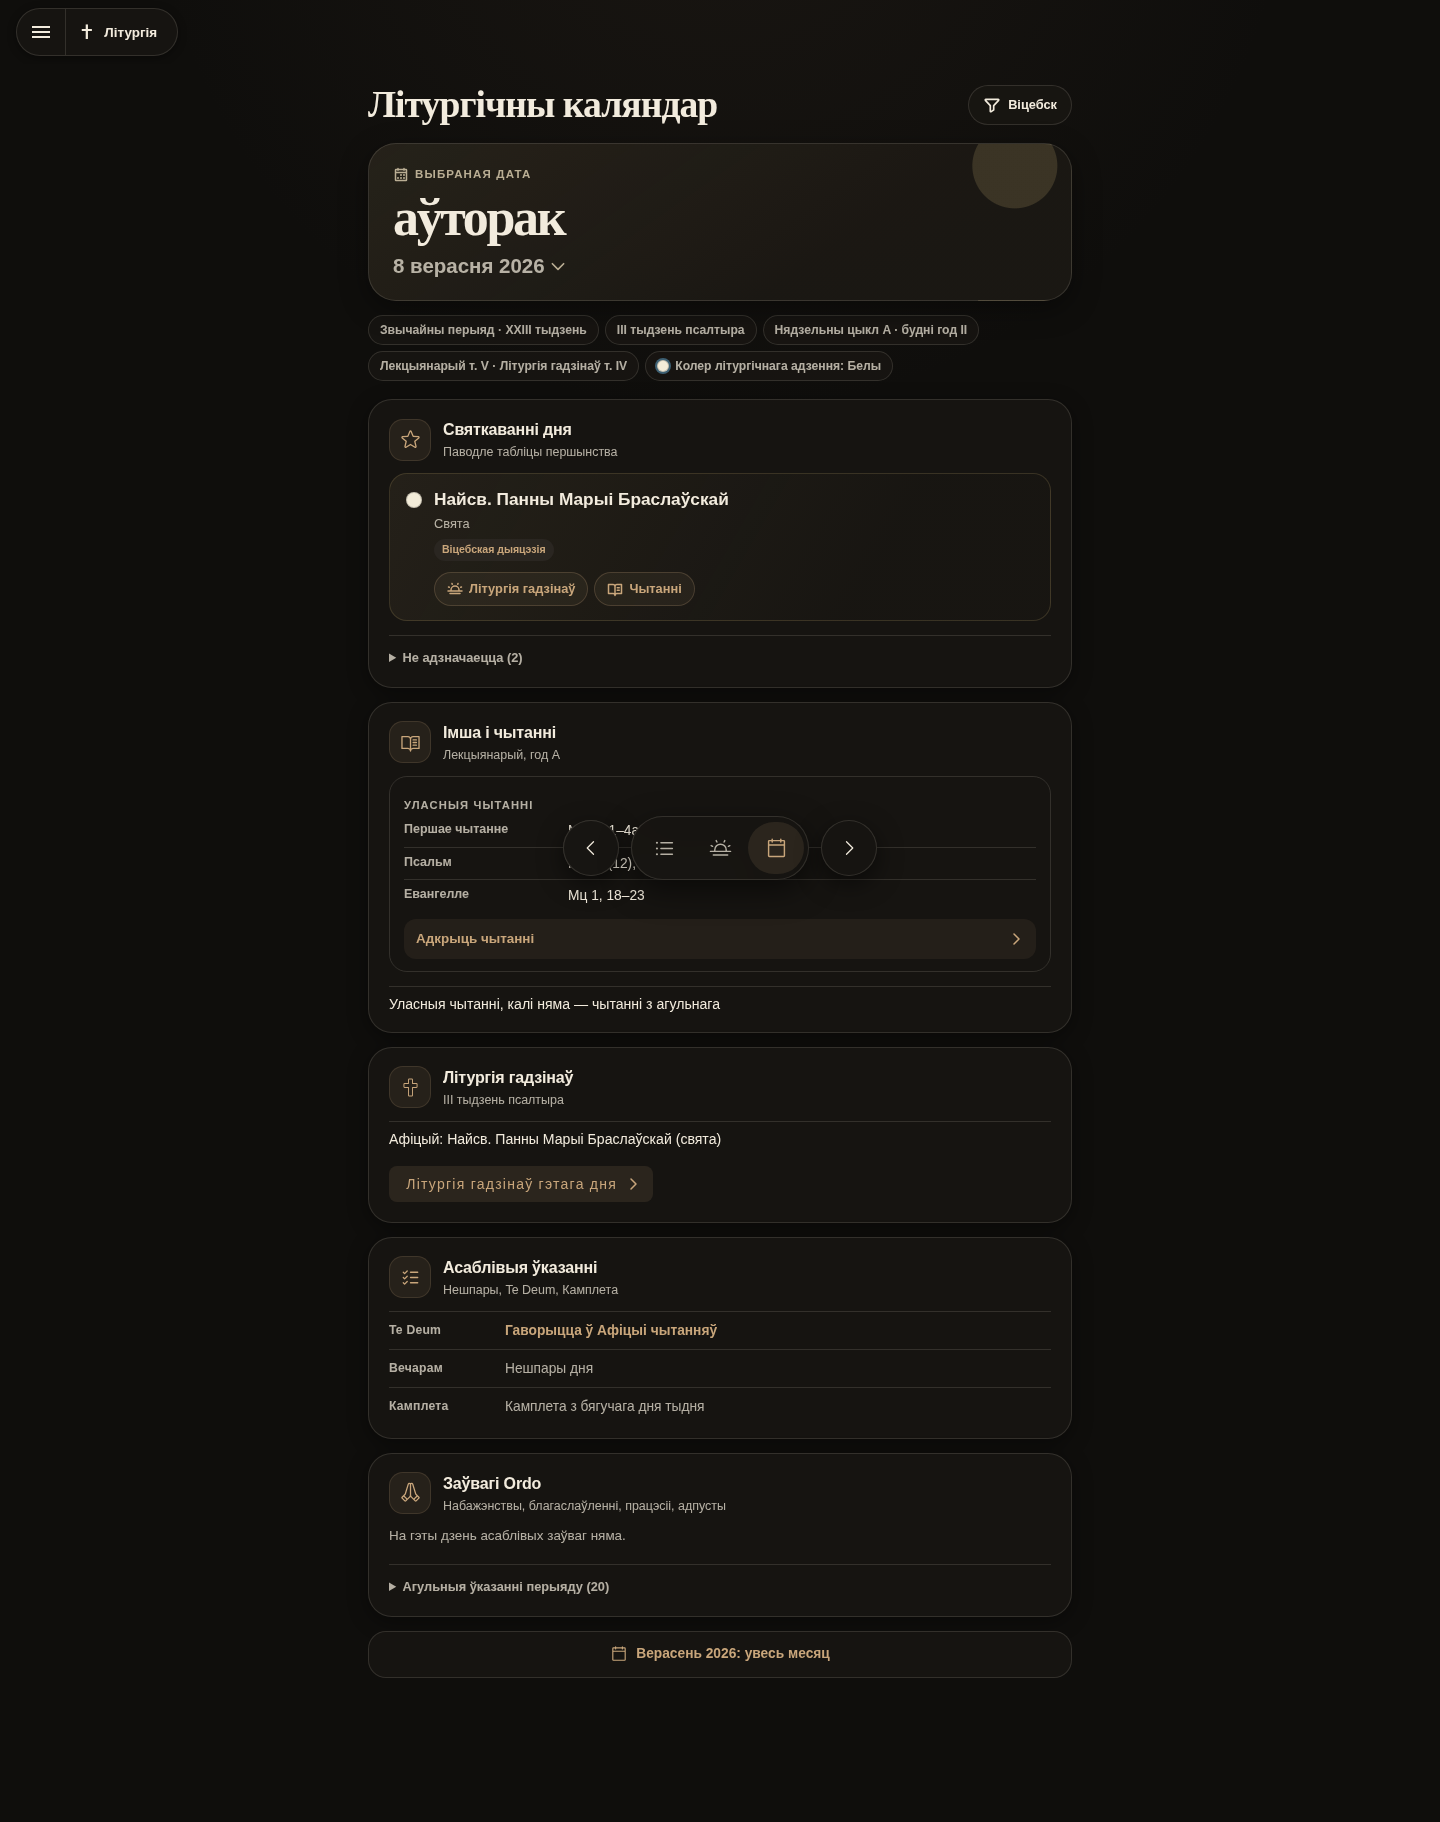 Літургія
Літургічны каляндар
Віцебск
ВЫБРАНАЯ ДАТА
аўторак
8 верасня 2026
Звычайны перыяд · XXIII тыдзень
III тыдзень псалтыра
Нядзельны цыкл A · будні год II
Лекцыянарый т. V · Літургія гадзінаў т. IV
Колер літургічнага адзення: Белы
Святкаванні дня
Паводле табліцы першынства
Найсв. Панны Марыі Браслаўскай
Свята
Віцебская дыяцэзія
Літургія гадзінаў
Чытанні
Не адзначаецца (2)
Імша і чытанні
Лекцыянарый, год A
УЛАСНЫЯ ЧЫТАННІ
Першае чытанне
1–4a
Псальм
(12),
Евангелле
Мц 1, 18–23
Адкрыць чытанні
Уласныя чытанні, калі няма — чытанні з агульнага
Літургія гадзінаў
III тыдзень псалтыра
Афіцый: Найсв. Панны Марыі Браслаўскай (свята)
Літургія гадзінаў гэтага дня
Асаблівыя ўказанні
Нешпары, Te Deum, Камплета
Te Deum
Гаворыцца ў Афіцыі чытанняў
Вечарам
Нешпары дня
Камплета
Камплета з бягучага дня тыдня
Заўвагі Ordo
Набажэнствы, благаслаўленні, працэсіі, адпусты
На гэты дзень асаблівых заўваг няма.
Агульныя ўказанні перыяду (20)
Верасень 2026: увесь месяц